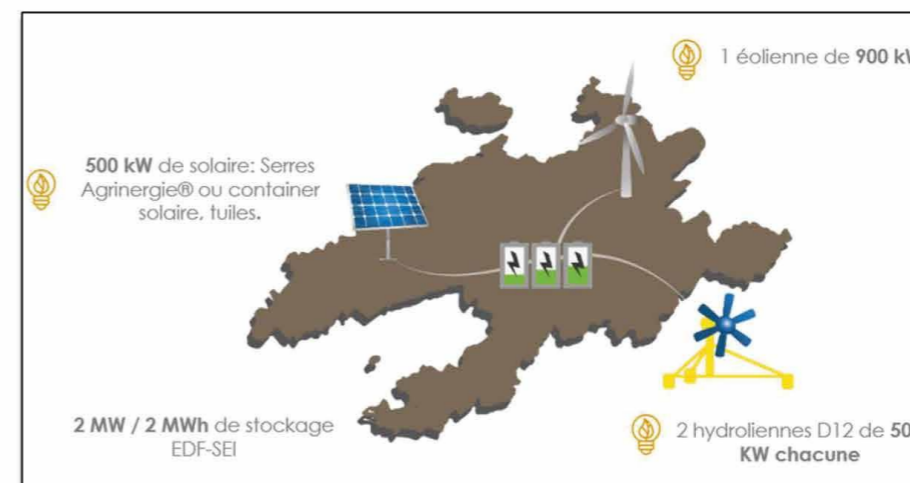 1 éolienne de 900 k
500 kW de solaire: Serres
Agrinergie® ou container
solaire, tuiles.
2 MW / 2 MWh de stockage
EDF-SEI
2 hydroliennes D12 de 50
KW chacune